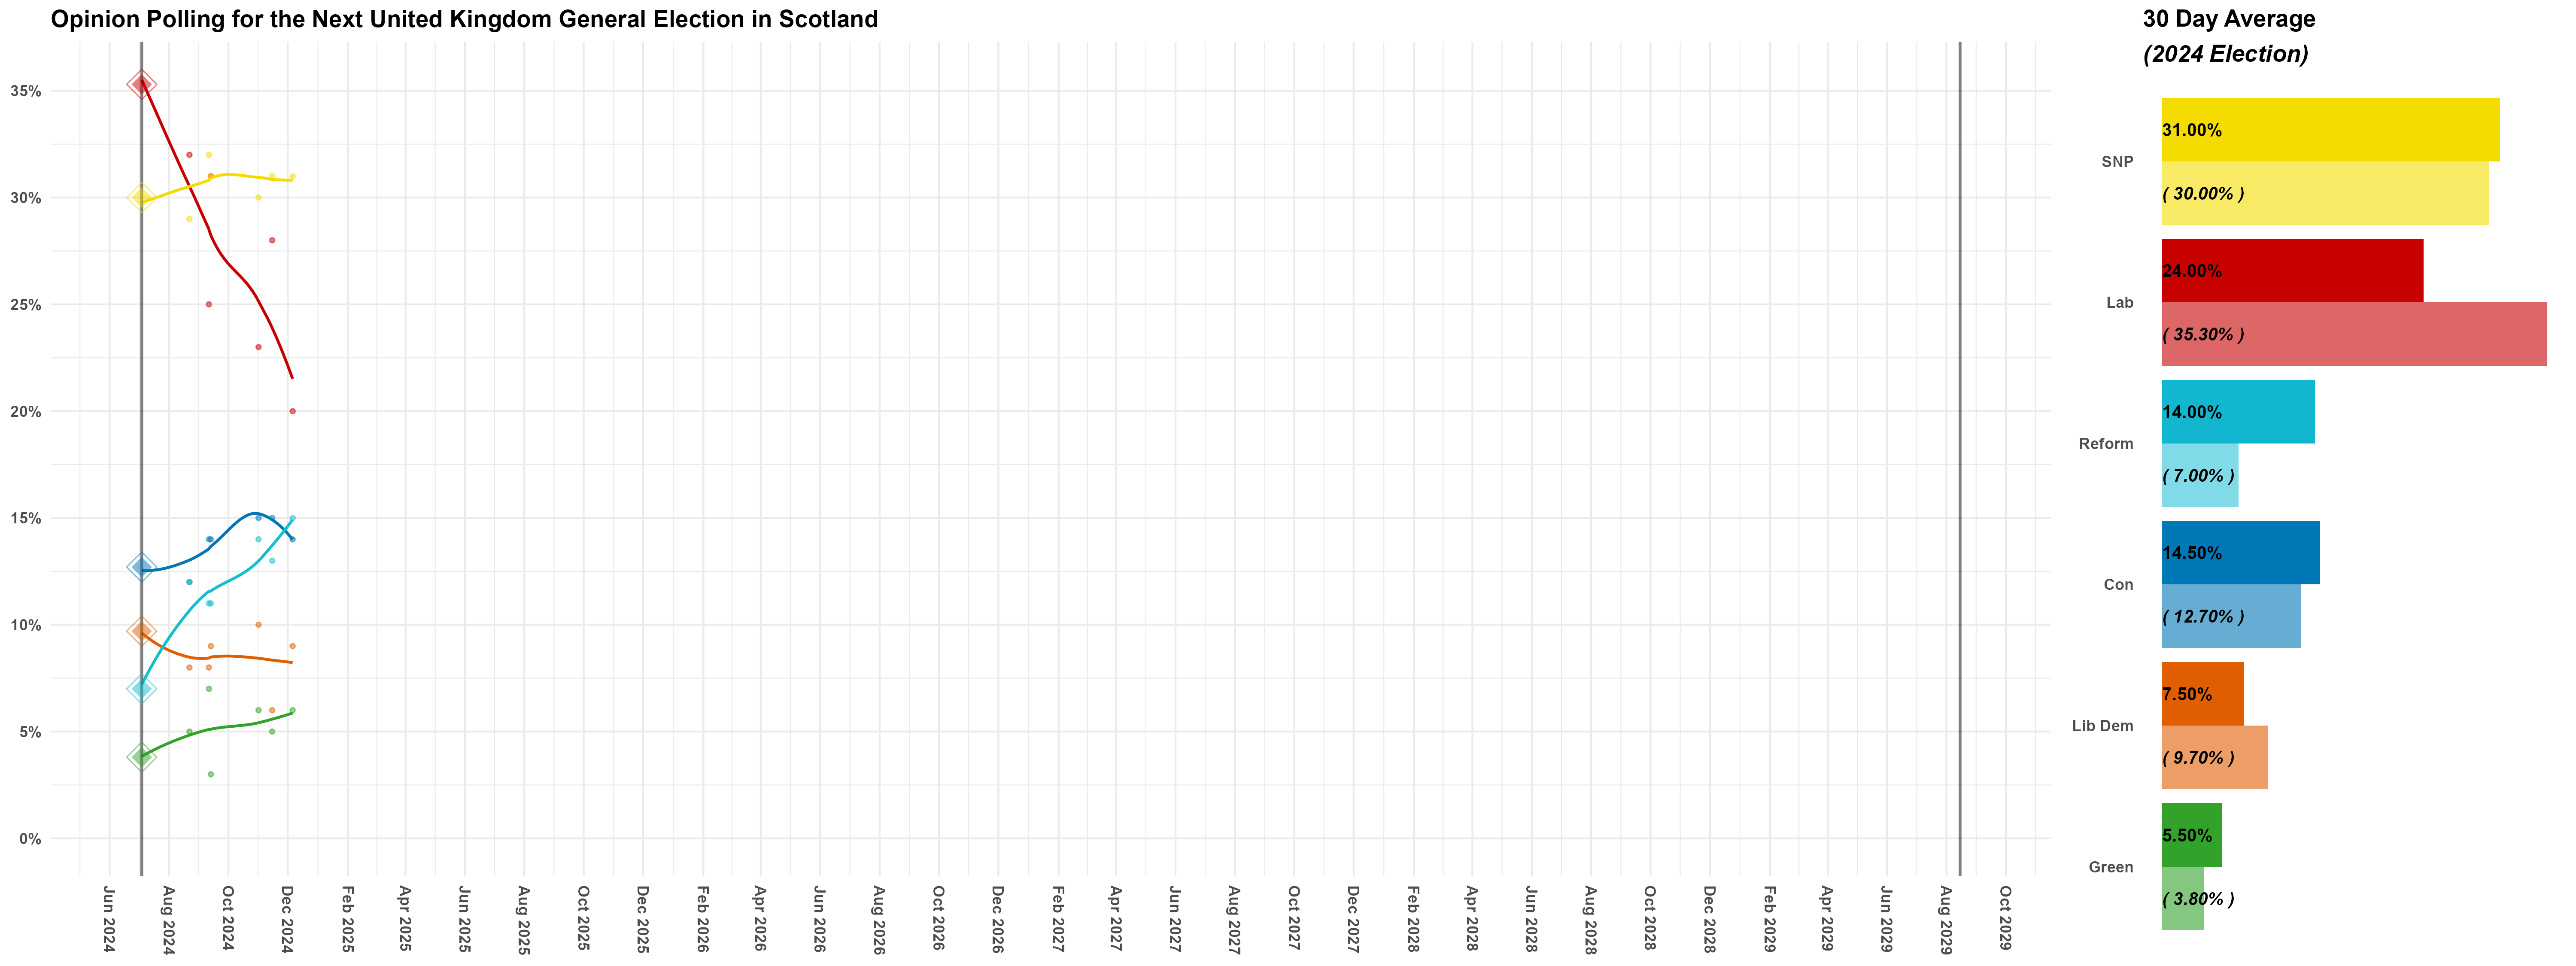 Opinion Polling for the Next United Kingdom General Election in Scotland
35%
30%
25%
20%
15%
10%
5%
0%
Jun 2024
Aug 2024
Oct 2024
Dec 2024
Feb 2025
Apr 2025
Jun 2025
Aug 2025
Oct 2025
Dec 2025
Feb 2026
Apr 2026
Jun 2026
Aug 2026
Oct 2026
Dec 2026
Feb 2027
Apr 2027
Jun 2027
Aug 2027
Oct 2027
Dec 2027
Feb 2028
Apr 2028
Jun 2028
Aug 2028
Oct 2028
Dec 2028
Feb 2029
Apr 2029
Jun 2029
Aug 2029
Oct 2029
30 Day Average
(2024 Election)
SNP
31.00%
( 30.00% )
Lab
24.00%
( 35.30% )
Reform
14.00%
( 7.00% )
Con
14.50%
( 12.70% )
Lib Dem
7.50%
( 9.70% )
Green
5.50%
( 3.80% )